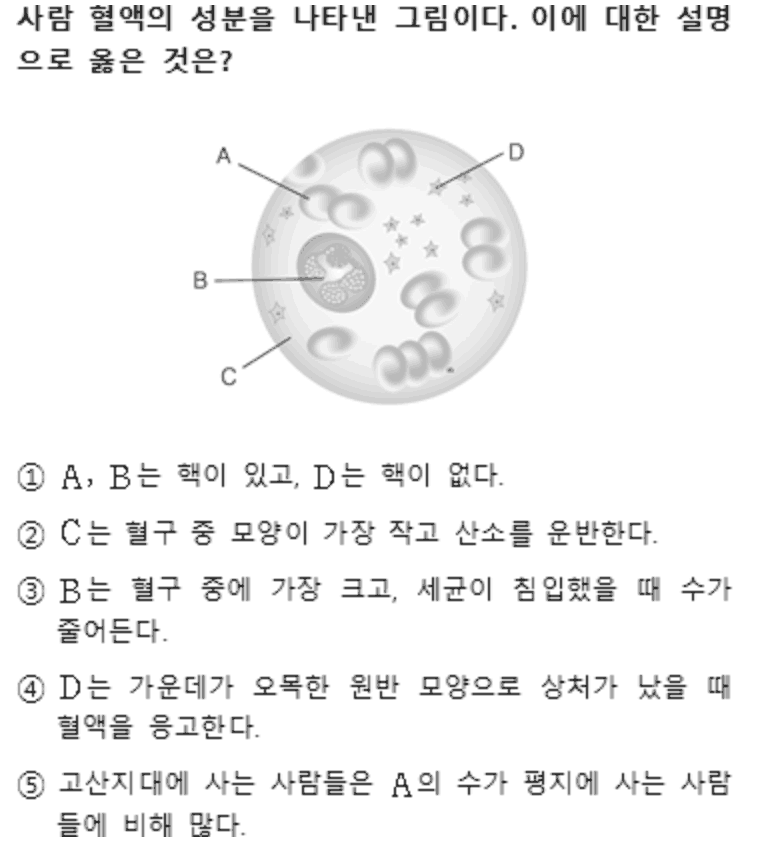 사람 혈액의 성분을 나타낸 그림이다. 이에 대한 설명
으로 옳은 것은?
A
D
B
C
① A, B는 핵이 있고, D는 핵이 없다.
② C는 혈구 중 모양이 가장 작고 산소를 운반한다.
③ B는 혈구 중에 가장 크고, 세균이 침입했을 때 수가
줄어든다.
④ D는 가운데가 오목한 원반 모양으로 상처가 났을 때
혈액을 응고한다.
⑤ 고산지대에 사는 사람들은 A의 수가 평지에 사는 사람
들에 비해 많다.